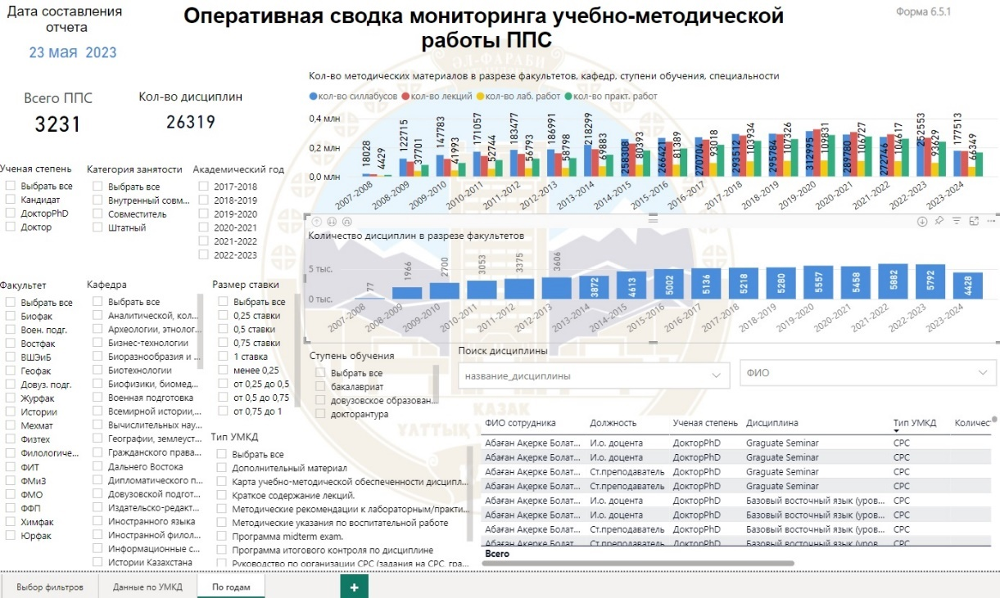 Дата составления
отчета
23 мая 2023
Оперативная сводка мониторинга учебно-методической
работы ППС
Форма 6.5.1
Всего ППС
3231
Кол-во дисциплин
26319
Кол-во методических материалов в разрезе факультетов, кафедр, ступени обучения, специальности
кол-во силлабусов кол-во лекций кол-во лаб. работ кол-во практ. работ
0,4 млн
0,2 млн
0,0 млн
18028 4429 122715 37701 147783 41993 171057 52744 183477 56793 186991 58798 218299 69883 258308 80393 266421 81389 270704 93018 293512 103934 295784 107326 312995 109831 289780 106727 272746 104617 252553 93629 177513 66349
2007-2008 2008-2009 2009-2010 2010-2011 2011-2012 2012-2013 2013-2014 2014-2015 2015-2016 2016-2017 2017-2018 2018-2019 2019-2020 2020-2021 2021-2022 2022-2023 2023-2024
Ученая степень
Выбрать все
Кандидат
ДокторPhD
Доктор
Категория занятости
Выбрать все
Внутренный совм...
Совместитель
Штатный
Академический год
2017-2018
2018-2019
2019-2020
2020-2021
2021-2022
2022-2023
Количество дисциплин в разрезе факультетов
5 тыс.
0 тыс.
77 1966 2700 3053 3375 3606 3872 4613 5002 5136 5218 5280 5557 5458 5882 5792 4428
2007-2008 2008-2009 2009-2010 2010-2011 2011-2012 2012-2013 2013-2014 2014-2015 2015-2016 2016-2017 2017-2018 2018-2019 2019-2020 2020-2021 2021-2022 2022-2023 2023-2024
Факультет
Выбрать все
Биофак
Воен. подг.
Востфак
ВШЭиБ
Геофак
Довуз. подг.
Журфак
Истории
Мехмат
Физтех
Филологиче...
ФИТ
ФМиЗ
ФМО
ФФП
Химфак
Юрфак
Кафедра
Выбрать все
Аналитической, кол...
Археологии, этнолог...
Бизнес-технологии
Биоразнообразия и ...
Биотехнологии
Биофизики, биомед...
Военная подготовка
Всемирной истории,...
Вычислительных нау...
Географии, землеуст...
Гражданского права...
Дальнего Востока
Дипломатического п...
Довузовской подгот...
Издательско-редакт...
Иностранного языка
Иностранной филол...
Информационные с...
Истории Казахстана
Размер ставки
Выбрать все
0,25 ставки
0,5 ставки
0,75 ставки
1 ставка
менее 0,25
от 0,25 до 0,5
от 0,5 до 0,75
от 0,75 до 1
Тип УМКД
Выбрать все
Дополнительный материал
Карта учебно-методической обеспеченности дисципл...
Краткое содержание лекций.
Методические рекомендации к лабораторным/практи...
Методические указания по воспитательной работе
Программа midterm exam.
Программа итогового контроля по дисциплине
Руководство по организации СРС (задания на СРС, гра...
Ступень обучения
Выбрать все
бакалавриат
довузовское образован...
докторантура
Поиск дисциплины
название_дисциплины
ФИО
ФИО сотрудника Должность Ученая степень Дисциплина Тип УМКД Количес
Абаған Ақерке Болат... И.о. доцента ДокторPhD Graguate Seminar СРС
Абаған Ақерке Болат... И.о. доцента ДокторPhD Graguate Seminar СРС
Абаған Ақерке Болат... Ст.преподаватель ДокторPhD Graguate Seminar СРС
Абаған Ақерке Болат... Ст.преподаватель ДокторPhD Graguate Seminar СРС
Абаған Ақерке Болат... И.о. доцента ДокторPhD Базовый восточный язык (уров... СРС
Абаған Ақерке Болат... И.о. доцента ДокторPhD Базовый восточный язык (уров... СРС
Абаған Ақерке Болат... Ст.преподаватель ДокторPhD Базовый восточный язык (уров... СРС
Абаған Ақерке Болат... Ст.преподаватель ДокторPhD Базовый восточный язык (уров... СРС
Всего
Выбор фильтров Данные по УМКД По годам
ӘЛ-ФАРАБИ
ҚАЗАҚ